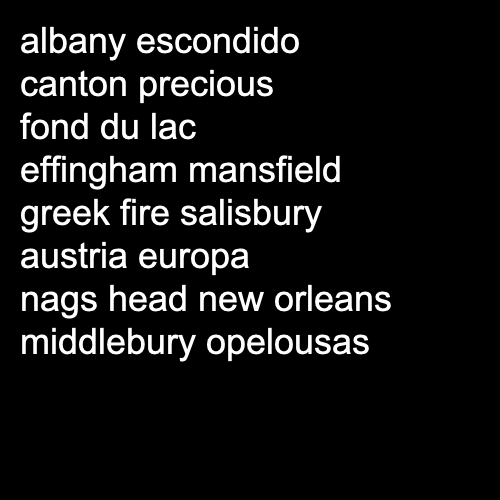 albany escondido
canton precious
fond du lac
effingham mansfield
greek fire salisbury
austria europa
nags head new orleans
middlebury opelousas